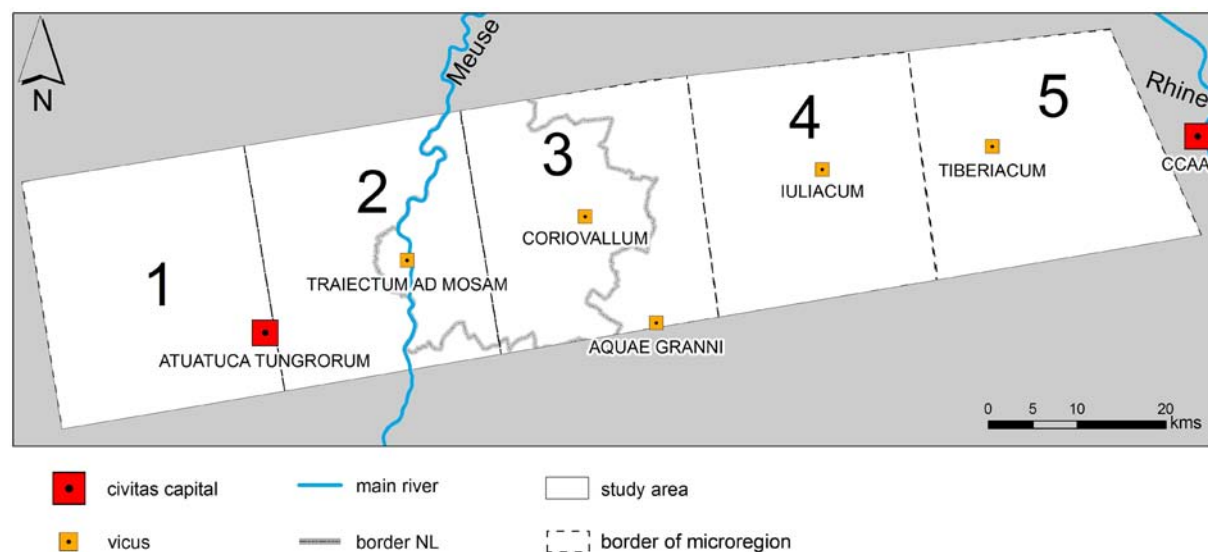 N
Meuse
Rhine
1
2
3
4
5
ATUATUCA TUNGRORUM
TRAIECTUM AD MOSAM
CORIOVALLUM
AQUAE GRANNI
IULIACUM
TIBERIACUM
CCAA
0 5 10 20
kms
civitas capital
main river
study area
vicus
border NL
border of microregion